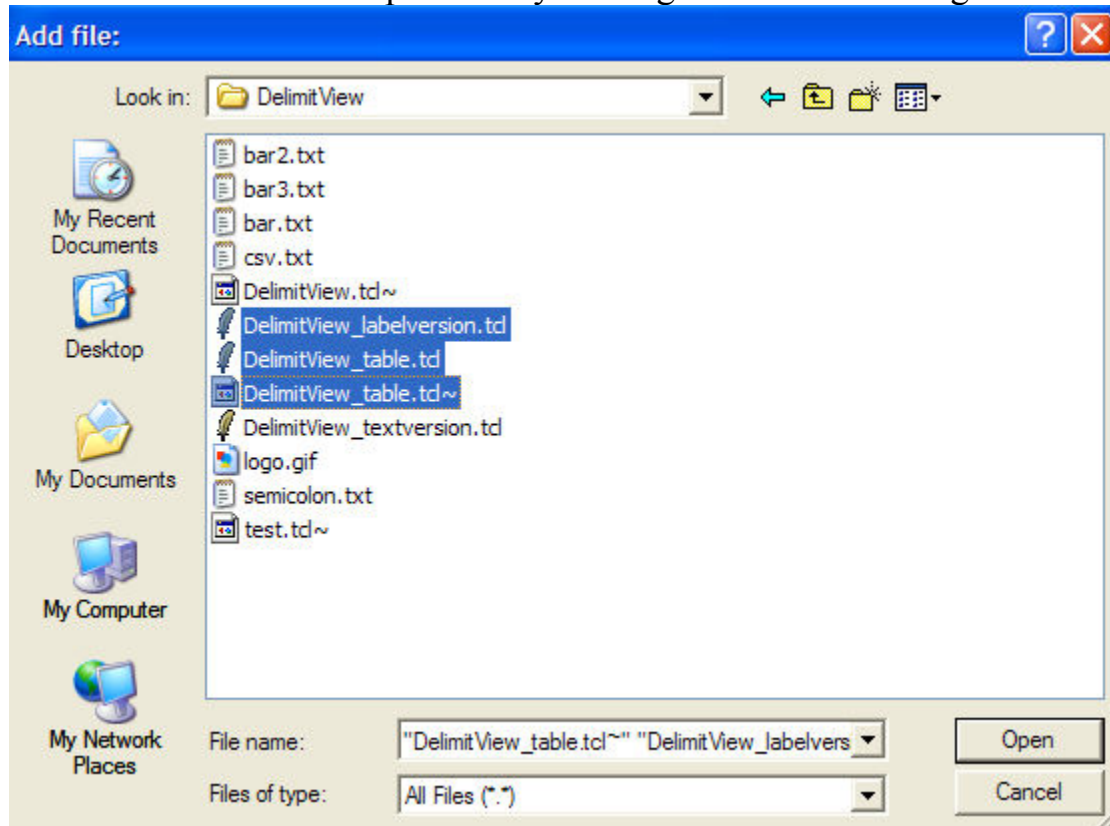 Add file:
Look in: DelimitView
My Recent
Documents
Desktop
My Documents
My Computer
My Network
Places
bar2.txt
bar3.txt
bar.txt
csv.txt
DelimitView.tcl~
DelimitView_labelversion.tcl
DelimitView_table.tcl
DelimitView_table.tcl~
DelimitView_textversion.tcl
logo.gif
semicolon.txt
test.tcl~
File name: "DelimitView_table.tcl~" "DelimitView_labelvers Open
Files of type: All Files (*.*) Cancel